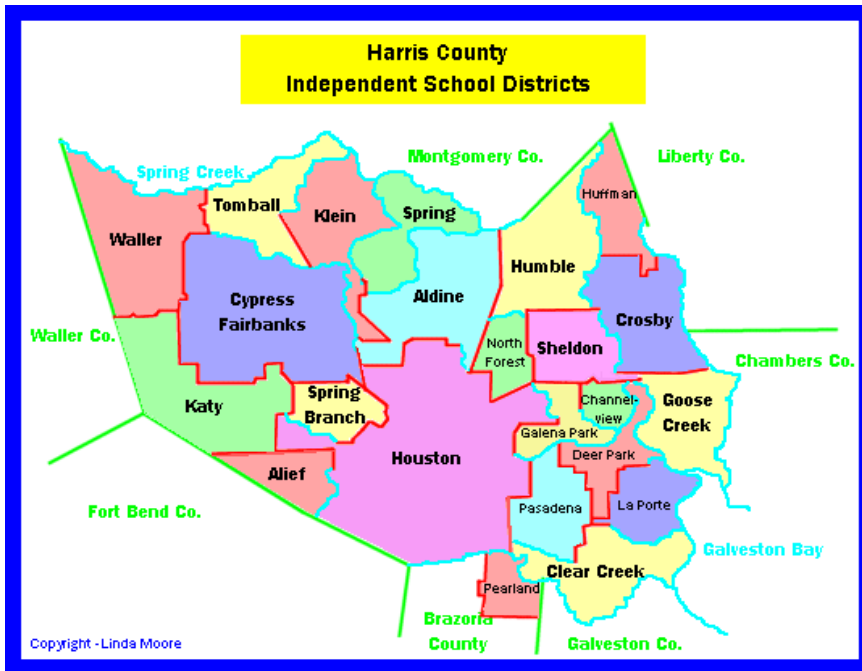 Harris County
Independent School Districts
Montgomery Co.
Liberty Co.
Spring Creek
Huffman
Tomball
Klein
Spring
Waller
Humble
Aldine
Cypress
Fairbanks
Crosby
Waller Co.
North
Forest
Sheldon
Chambers Co.
Katy
Spring
Branch
Channel-
view
Goose
Creek
Galena Park
Houston
Deer Park
Alief
Fort Bend Co.
Pasadena
La Porte
Galveston Bay
Clear Creek
Pearland
Brazoria
County
Galveston Co.
Copyright - Linda Moore